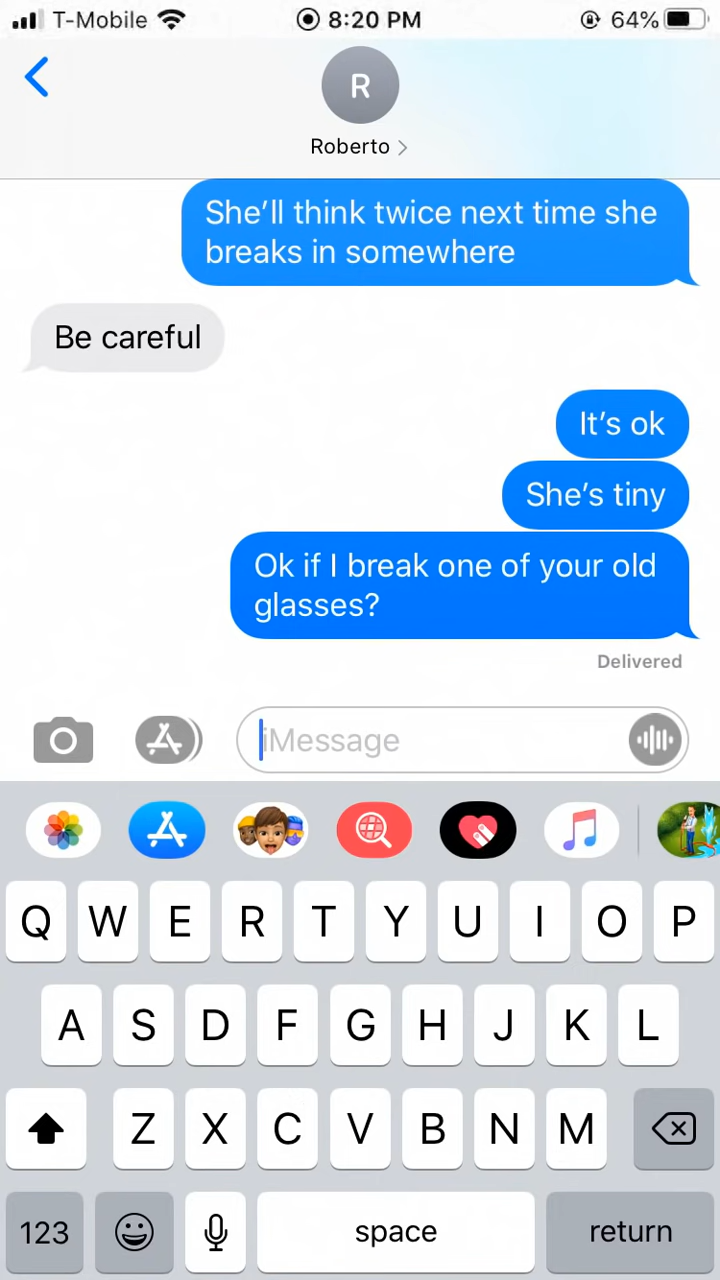 T-Mobile 8:20 PM 64%
R
Roberto
She’ll think twice next time she
breaks in somewhere
Be careful
It’s ok
She’s tiny
Ok if I break one of your old
glasses?
Delivered
iMessage
Q W E R T Y U I O P
A S D F G H J K L
Z X C V B N M
123 space return